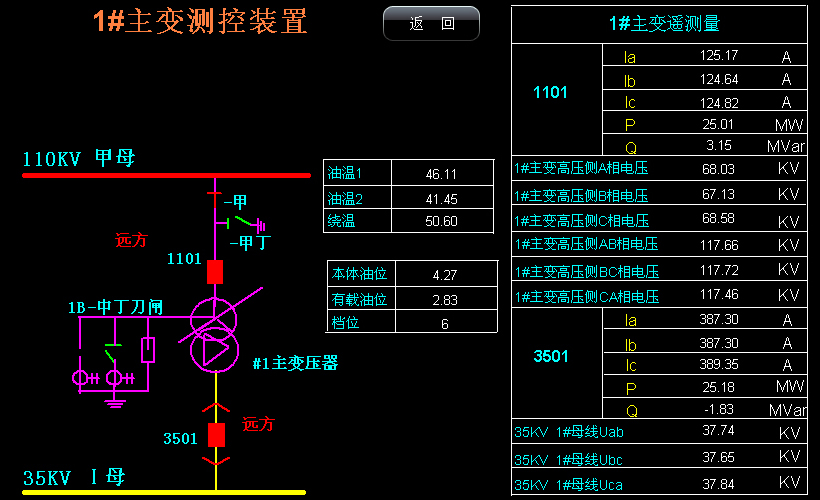 1#主变测控装置
返 回
110KV 甲母
-甲
-甲丁
远方
1101
1B-中丁刀闸
#1主变压器
3501
远方
35KV Ⅰ母
油温1 46.11
油温2 41.45
绕温 50.60
本体油位 4.27
有载油位 2.83
档位 6
1#主变遥测量
1101
Ia 125.17 A
Ib 124.64 A
Ic 124.82 A
P 25.01 MW
Q 3.15 MVar
1#主变高压侧A相电压 68.03 KV
1#主变高压侧B相电压 67.13 KV
1#主变高压侧C相电压 68.58 KV
1#主变高压侧AB相电压 117.66 KV
1#主变高压侧BC相电压 117.72 KV
1#主变高压侧CA相电压 117.46 KV
3501
Ia 387.30 A
Ib 387.30 A
Ic 389.35 A
P 25.18 MW
Q -1.83 MVar
35KV 1#母线Uab 37.74 KV
35KV 1#母线Ubc 37.65 KV
35KV 1#母线Uca 37.84 KV